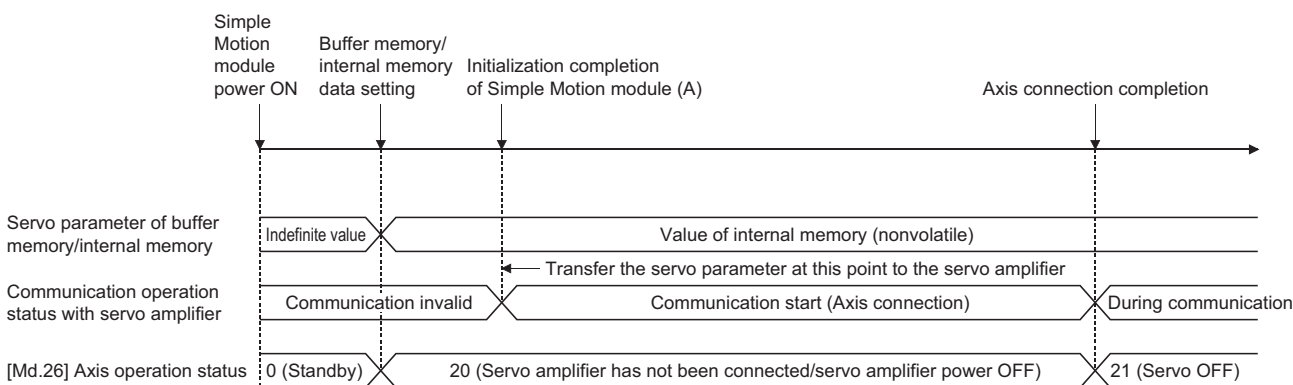 Simple
Motion
module
power ON
Buffer memory/
internal memory
data setting
Initialization completion
of Simple Motion module (A)
Axis connection completion
Servo parameter of buffer
memory/internal memory
Indefinite value
Value of internal memory (nonvolatile)
Transfer the servo parameter at this point to the servo amplifier
Communication operation
status with servo amplifier
Communication invalid
Communication start (Axis connection)
During communication
[Md.26] Axis operation status
0 (Standby)
20 (Servo amplifier has not been connected/servo amplifier power OFF)
21 (Servo OFF)